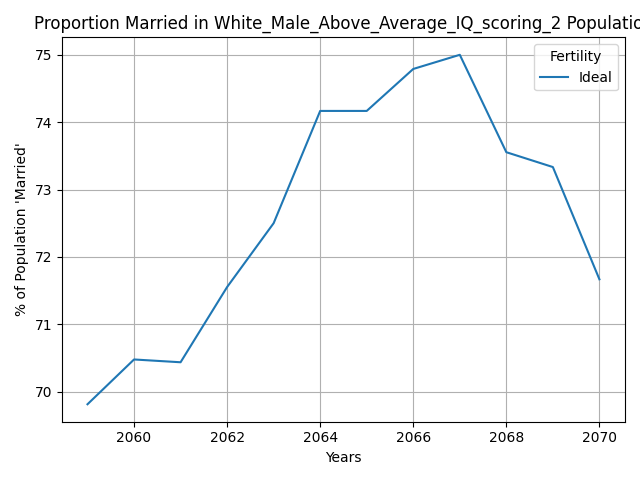 Proportion Married in White_Male_Above_Average_IQ_scoring_2 Populatio
75
74
73
72
71
70
% of Population 'Married'
Fertility
Ideal
2060 2062 2064 2066 2068 2070
Years